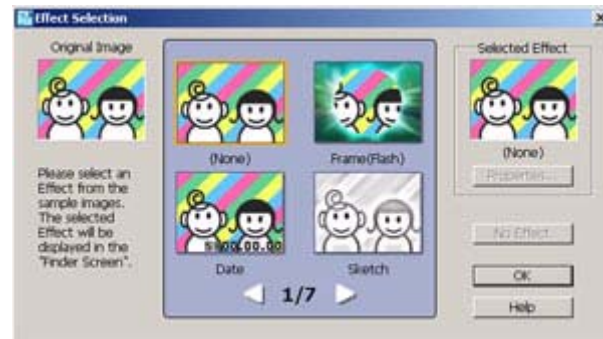 Effect Selection
Original Image
Please select an
Effect from the
sample images.
The selected
Effect will be
displayed in the
"Finder Screen".
(None)
Frame(Flash)
Date
Sketch
1/7
Selected Effect
(None)
Properties...
No Effect
OK
Help